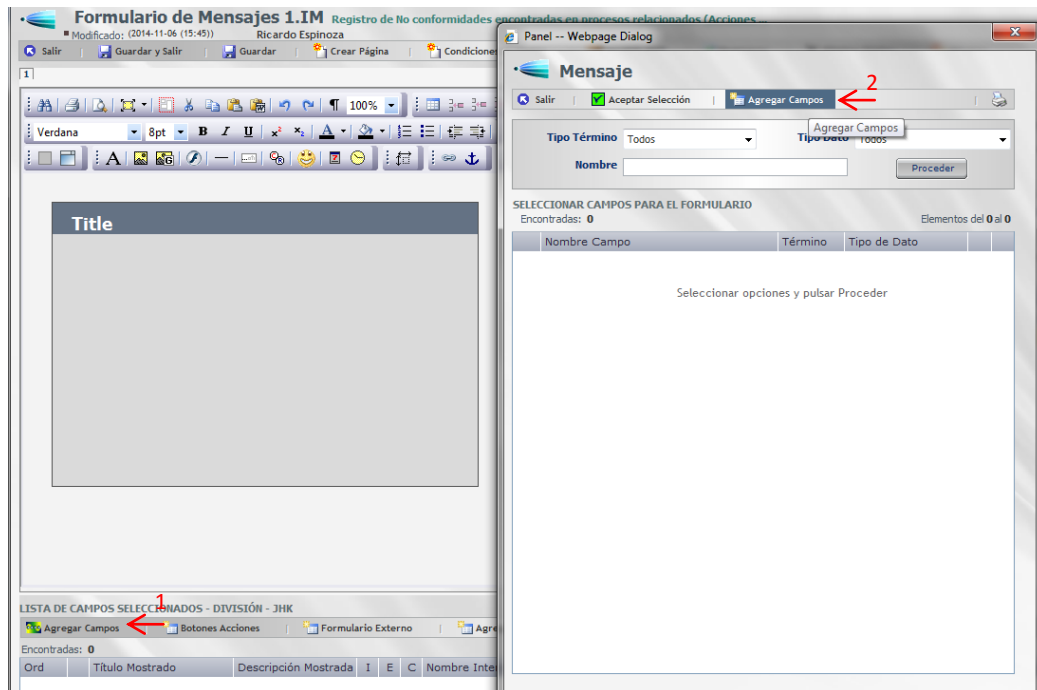 Formulario de Mensajes 1.IM Registro de No conformidades encontradas en procesos relacionados (Acciones ...
Modificado: (2014-11-06 (15:45)) Ricardo Espinoza
Salir Guardar y Salir Guardar Crear Página Condiciones
1
100%
Verdana 8pt B I U x² x₂ A
A
Title
LISTA DE CAMPOS SELECCIONADOS - DIVISIÓN - JHK
1
Agregar Campos Botones Acciones Formulario Externo Agre
Encontradas: 0
Ord Título Mostrado Descripción Mostrada I E C Nombre Inte
Panel -- Webpage Dialog
Mensaje
2
Salir Aceptar Selección Agregar Campos
Agregar Campos
Tipo Término Todos Tipo Dato Todos
Nombre Proceder
SELECCIONAR CAMPOS PARA EL FORMULARIO
Encontradas: 0 Elementos del 0 al 0
Nombre Campo Término Tipo de Dato
Seleccionar opciones y pulsar Proceder